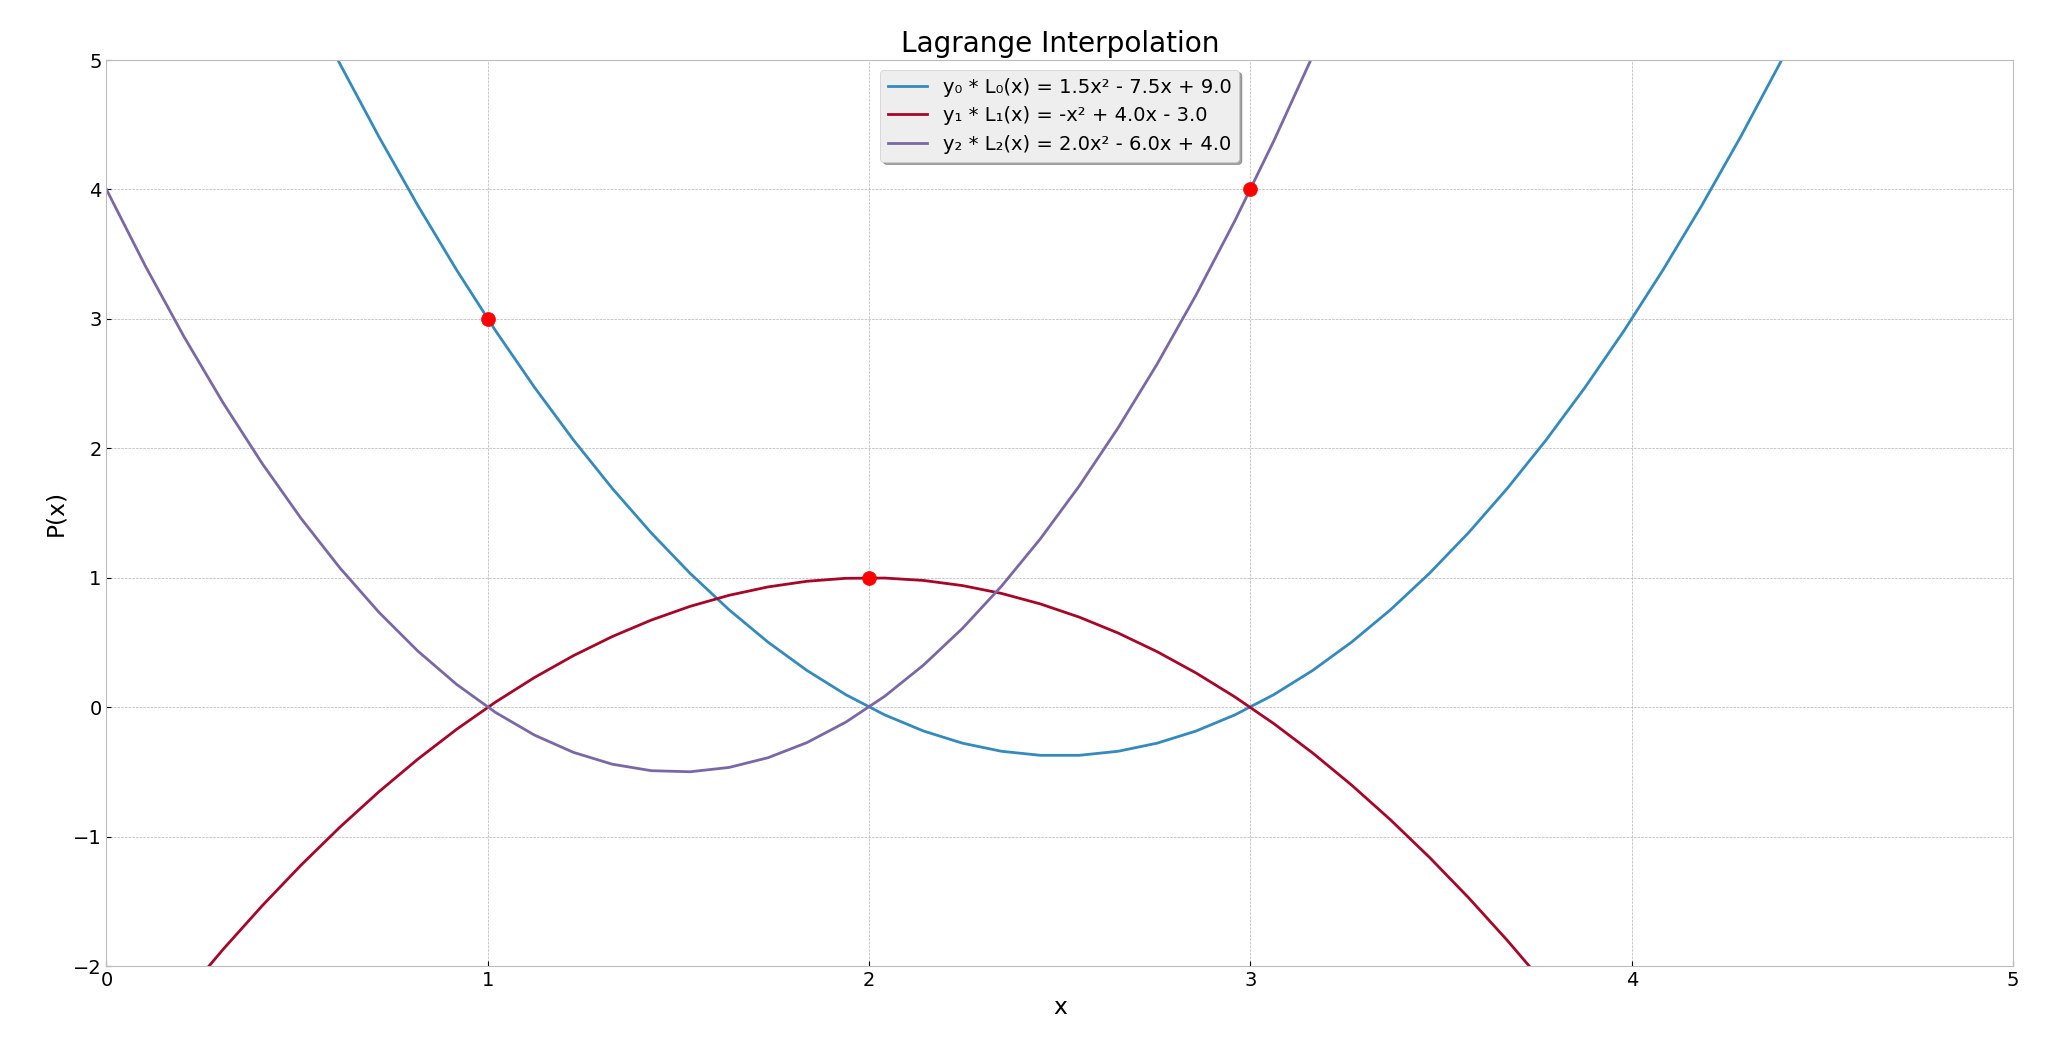 Lagrange Interpolation
y₀ * L₀(x) = 1.5x² - 7.5x + 9.0
y₁ * L₁(x) = -x² + 4.0x - 3.0
y₂ * L₂(x) = 2.0x² - 6.0x + 4.0
5
4
3
2
1
0
−1
−2
P(x)
0 1 2 3 4 5
x